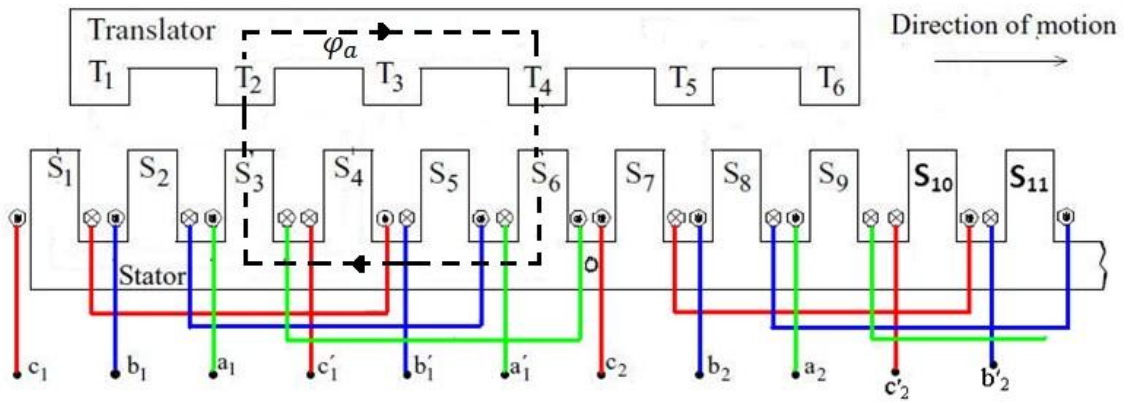 Translator
Direction of motion
φₐ
T₁ T₂ T₃ T₄ T₅ T₆
S₁ S₂ S₃ S₄ S₅ S₆ S₇ S₈ S₉ S₁₀ S₁₁
Stator
c₁ b₁ a₁ c′₁ b′₁ a′₁ c₂ b₂ a₂ c′₂ b′₂